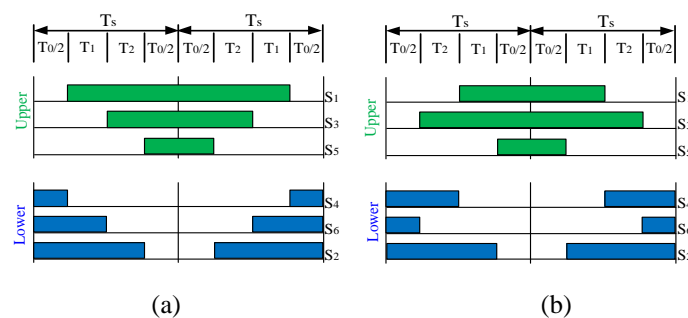 Ts Ts
T0/2 T1 T2 T0/2 T0/2 T2 T1 T0/2
Upper
S1
S3
S5
Lower
S4
S6
S2
(a)
Ts Ts
T0/2 T2 T1 T0/2 T0/2 T1 T2 T0/2
Upper
S
Lower
(b)